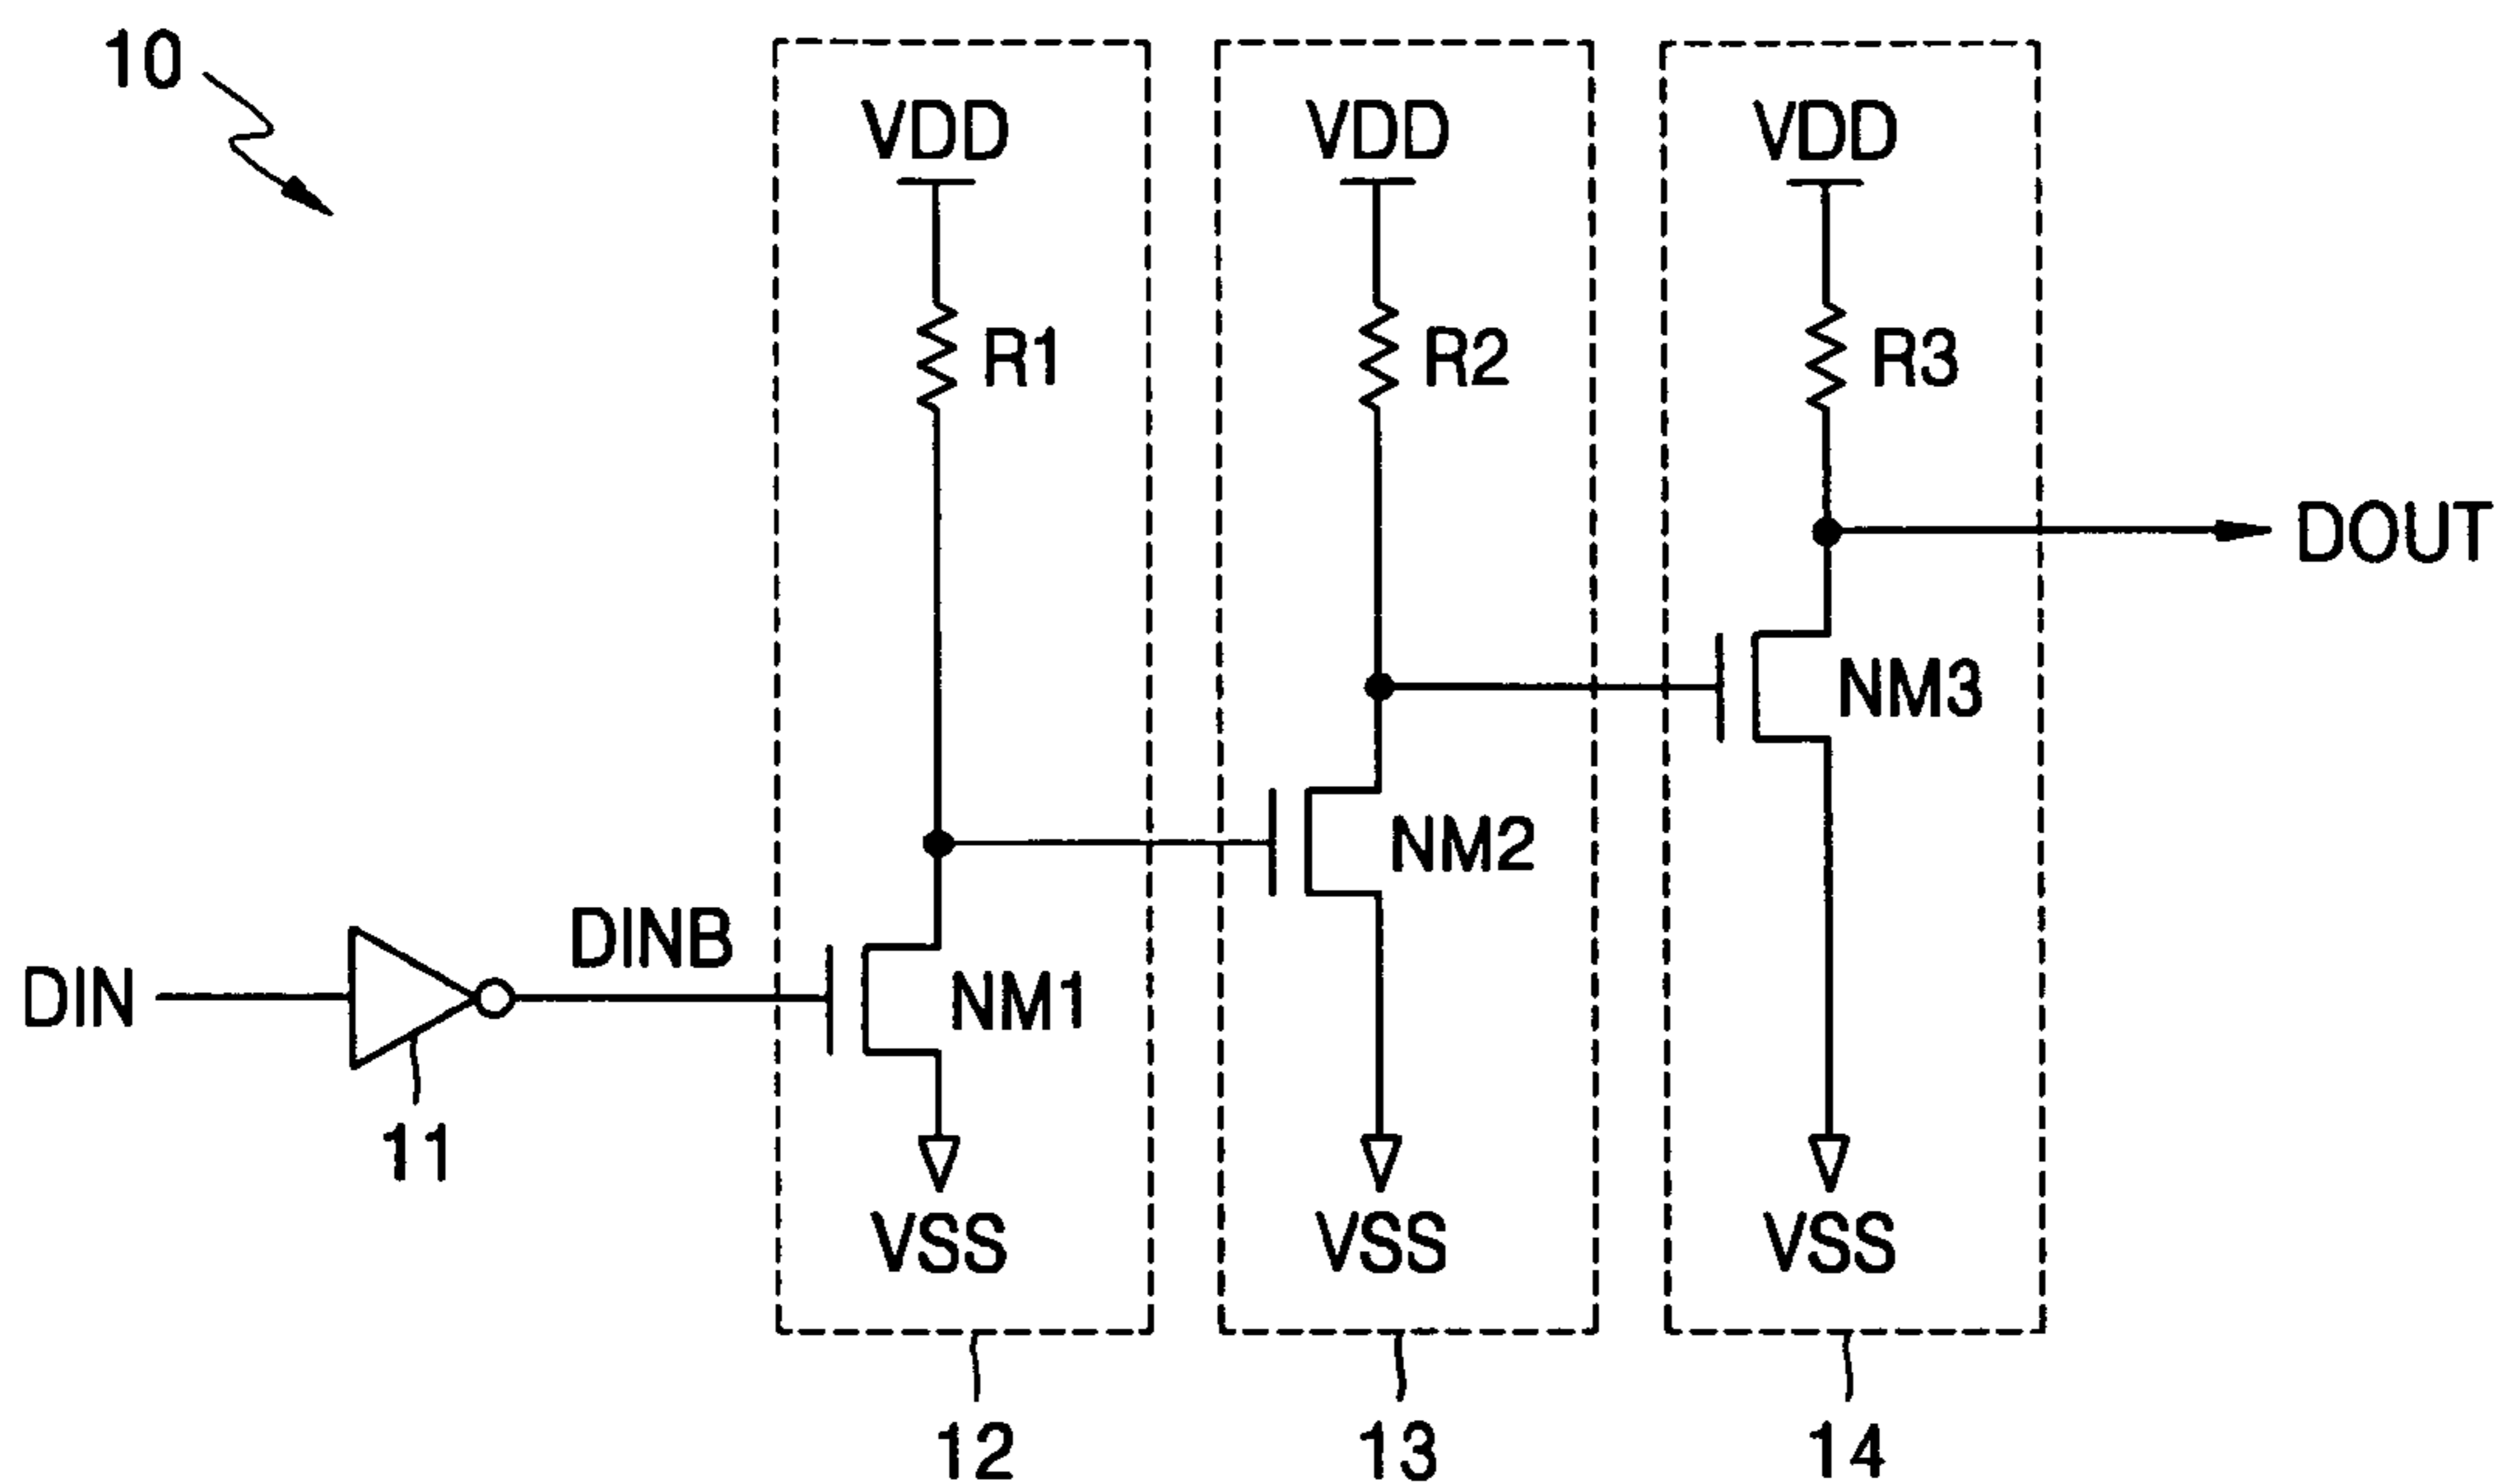 10
VDD VDD VDD
R1 R2 R3
DOUT
NM3
NM2
DINB
DIN NM1
11
VSS VSS VSS
12 13 14